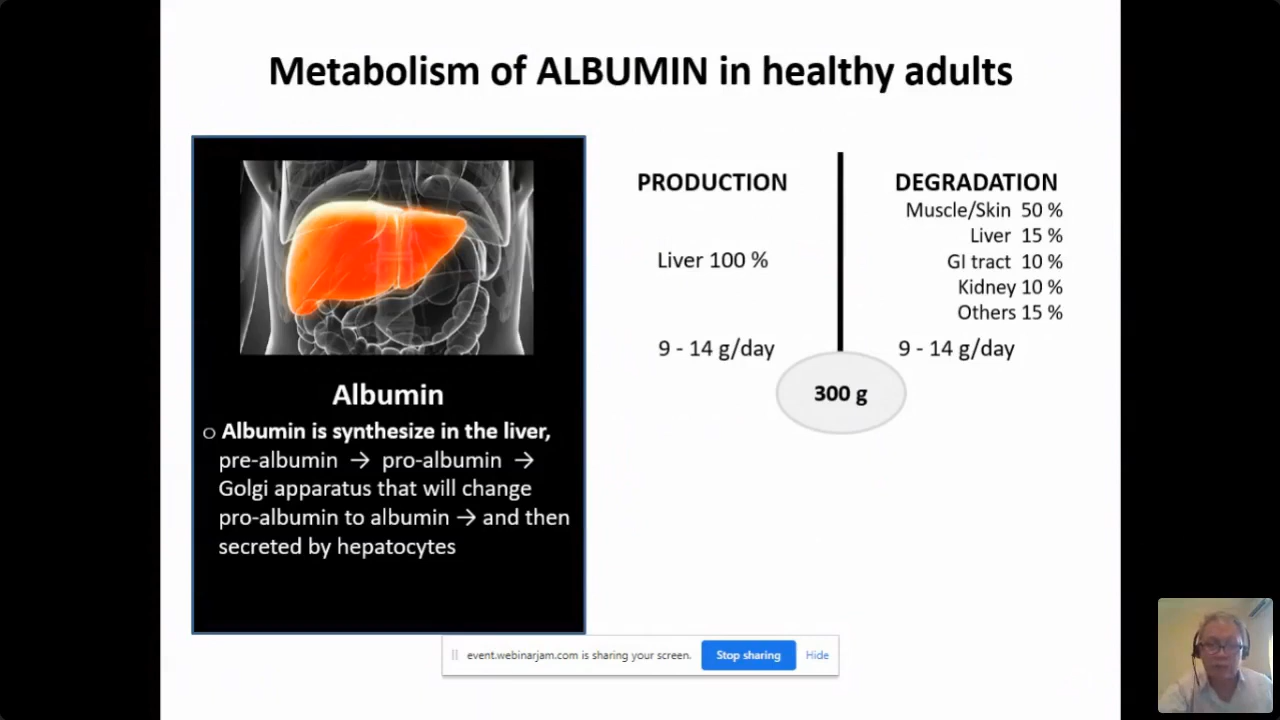 Metabolism of ALBUMIN in healthy adults
Albumin
o Albumin is synthesize in the liver,
pre-albumin → pro-albumin →
Golgi apparatus that will change
pro-albumin to albumin → and then
secreted by hepatocytes
PRODUCTION
Liver 100 %
9 - 14 g/day
DEGRADATION
Muscle/Skin 50 %
Liver 15 %
GI tract 10 %
Kidney 10 %
Others 15 %
9 - 14 g/day
300 g
event.webinarjam.com is sharing your screen. Stop sharing Hide